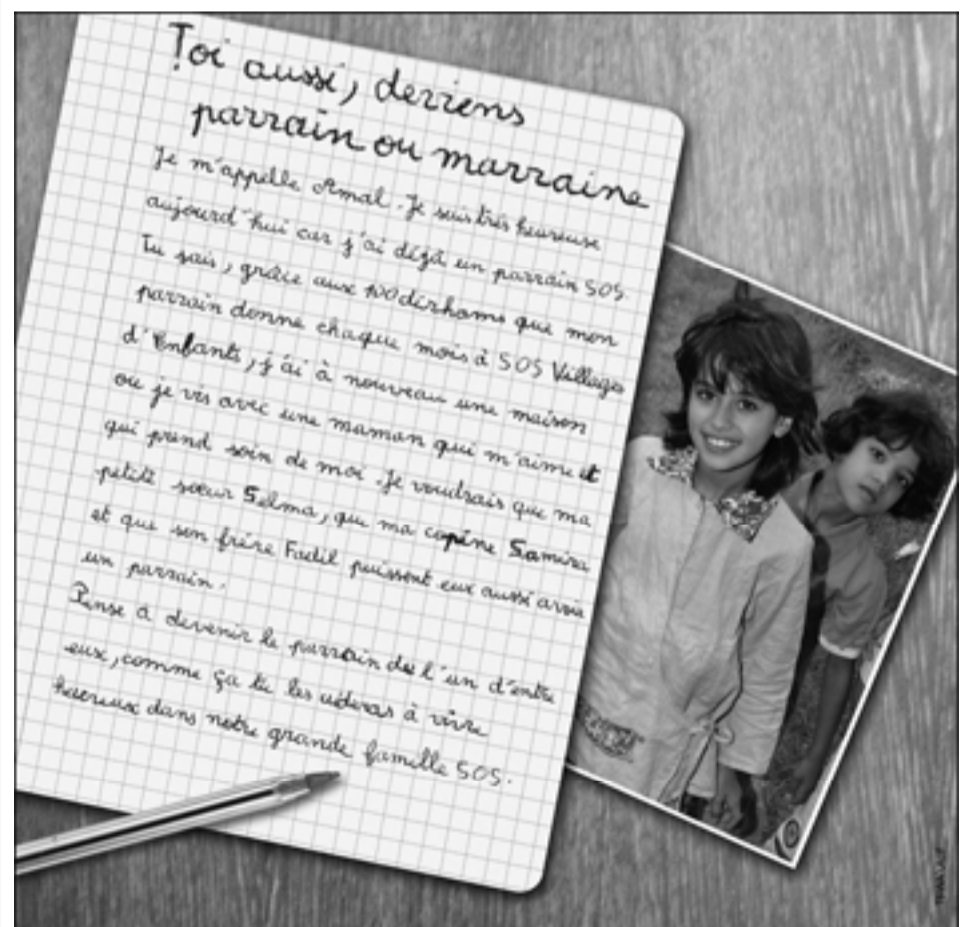 Toi aussi, deviens
parrain ou marraine
Je m'appelle Amal. Je suis très heureuse
aujourd'hui car j'ai déjà un parrain SOS.
Tu sais, grâce aux 100 dirhams que mon
parrain donne chaque mois à SOS Villages
d'Enfants, j'ai à nouveau une maison
où je vis avec une maman qui m'aime et
qui prend soin de moi. Je voudrais que ma
petite sœur Selma, que ma copine Samira
et que son frère Fadil puissent eux aussi avoir
un parrain.
Pense à devenir le parrain de l'un d'entre
eux, comme ça tu les aideras à vivre
heureux dans notre grande famille SOS.